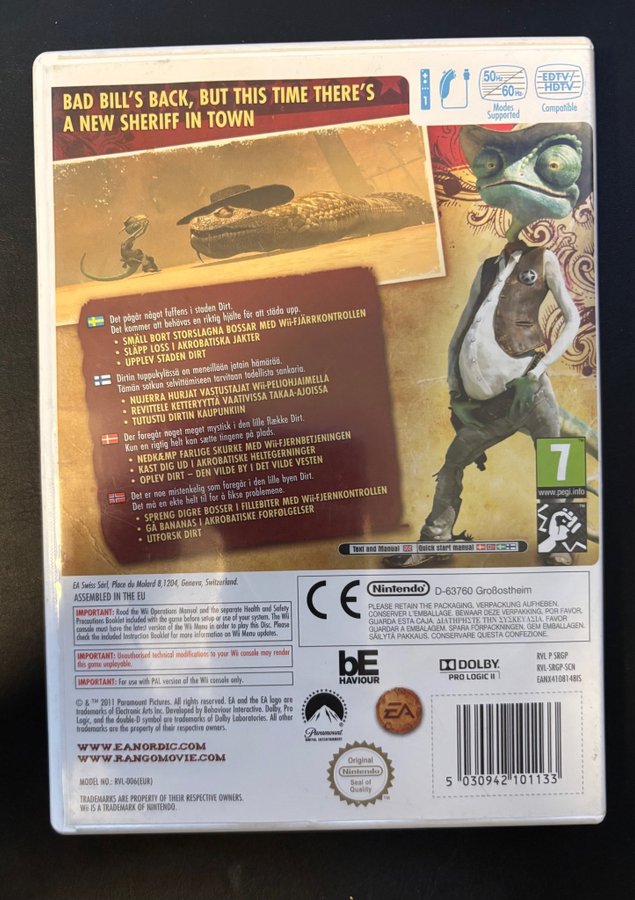 BAD BILL'S BACK, BUT THIS TIME THERE'S
A NEW SHERIFF IN TOWN
1
50Hz
60Hz
Modes
Supported
EDTV/
HDTV
Compatible
Det pågår något fuffens i staden Dirt.
Det kommer att behövas en riktig hjälte för att städa upp.
• SMÄLL BORT STORSLAGNA BOSSAR MED Wii-FJÄRRKONTROLLEN
• SLÄPP LOSS I AKROBATISKA JAKTER
• UPPLEV STADEN DIRT
Dirtin tuppukylässä on meneillään jotain hämärää.
Tämän sotkun selvittämiseen tarvitaan todellista sankaria.
• NUJERRA HURJAT VASTUSTAJAT Wii-PELIOHJAIMELLA
• REVITTELE KETTERYYTTÄ VAATIVISSA TAKAA-AJOISSA
• TUTUSTU DIRTIN KAUPUNKIIN
Der foregår noget meget mystisk i den lille flække Dirt.
Kun en rigtig helt kan sætte tingene på plads.
• NEDKÆMP FARLIGE SKURKE MED Wii-FJERNBETJENINGEN
• KAST DIG UD I AKROBATISKE HELTEGERNINGER
• OPLEV DIRT – DEN VILDE BY I DET VILDE VESTEN
Det er noe mistenkelig som foregår i den lille byen Dirt.
Det må en ekte helt til for å fikse problemene.
• SPRENG DIGRE BOSSER I FILLEBITER MED Wii-FJERNKONTROLLEN
• GÅ BANANAS I AKROBATISKE FORFØLGELSER
• UTFORSK DIRT
7
www.pegi.info
Text and Manual
Quick start manual
EA Swiss Sàrl, Place du Molard 8,1204, Geneva, Switzerland.
ASSEMBLED IN THE EU
IMPORTANT: Read the Wii Operations Manual and the separate Health and Safety
Precautions Booklet included with the game before setup or use of your system. The Wii
console must have the latest version of the Wii Menu in order to play this Disc. Please
check the included Instruction Booklet for more information on Wii Menu updates.
IMPORTANT: Unauthorised technical modifications to your Wii console may render
this game unplayable.
IMPORTANT: For use with PAL version of the Wii console only.
© & ™ 2011 Paramount Pictures. All rights reserved. EA and the EA logo are
trademarks of Electronic Arts Inc. Developed by Behaviour Interactive. Dolby, Pro
Logic, and the double-D symbol are trademarks of Dolby Laboratories. All other
trademarks are the property of their respective owners.
WWW.EANORDIC.COM
WWW.RANGOMOVIE.COM
MODEL NO.: RVL-006(EUR)
TRADEMARKS ARE PROPERTY OF THEIR RESPECTIVE OWNERS.
Wii IS A TRADEMARK OF NINTENDO.
CE
Nintendo®
D-63760 Großostheim
PLEASE RETAIN THE PACKAGING. VERPACKUNG AUFHEBEN.
CONSERVER L'EMBALLAGE. BEWAAR DEZE VERPAKKING, POR FAVOR,
GUARDA ESTA CAJA. ΔΙΑΤΗΡΗΣΤΕ ΤΗΝ ΣΥΣΚΕΥΑΣΙΑ. FAVOR
GUARDAR A EMBALAGEM. SPARA FÖRPACKNINGEN. GEM EMBALLAGEN.
SÄILYTÄ PAKKAUS. CONSERVARE QUESTA CONFEZIONE.
bE
HAVIOUR
DOLBY
PRO LOGIC II
RVL P SRGP
RVL-SRGP-SCN
EANX4108148IS
Paramount
DIGITAL ENTERTAINMENT
EA
Original
Nintendo
Seal of
Quality
5 030942 101133